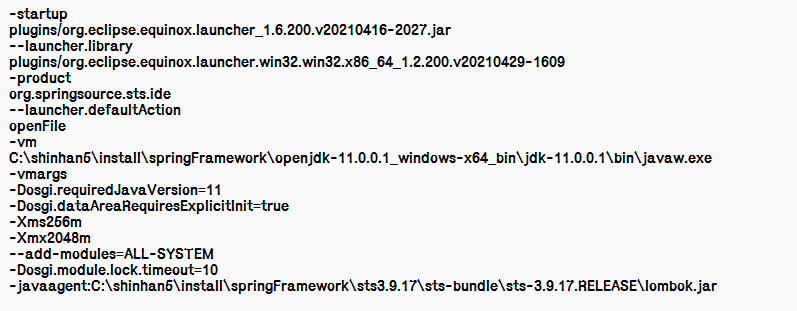 -startup
plugins/org.eclipse.equinox.launcher_1.6.200.v20210416-2027.jar
--launcher.library
plugins/org.eclipse.equinox.launcher.win32.win32.x86_64_1.2.200.v20210429-1609
-product
org.springsource.sts.ide
--launcher.defaultAction
openFile
-vm
C:\shinhan5\install\springFramework\openjdk-11.0.0.1_windows-x64_bin\jdk-11.0.0.1\bin\javaw.exe
-vmargs
-Dosgi.requiredJavaVersion=11
-Dosgi.dataAreaRequiresExplicitInit=true
-Xms256m
-Xmx2048m
--add-modules=ALL-SYSTEM
-Dosgi.module.lock.timeout=10
-javaagent:C:\shinhan5\install\springFramework\sts3.9.17\sts-bundle\sts-3.9.17.RELEASE\lombok.jar